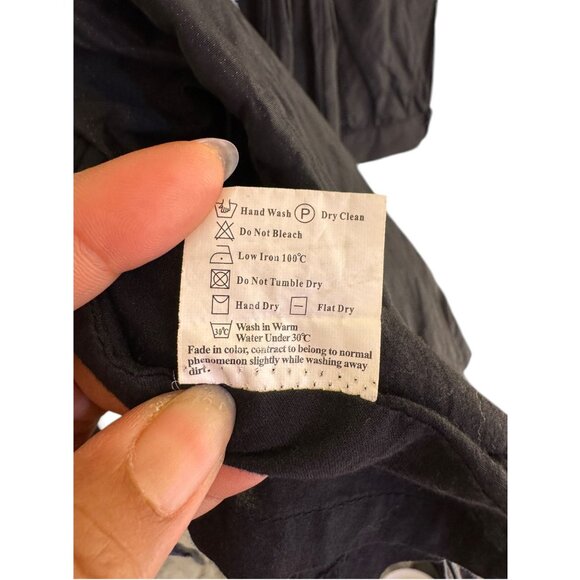 Hand Wash P Dry Clean
Do Not Bleach
Low Iron 100℃
Do Not Tumble Dry
Hand Dry Flat Dry
30℃ Wash in Warm
Water Under 30℃
Fade in color, contract to belong to normal
phenomenon slightly while washing away
dirt.